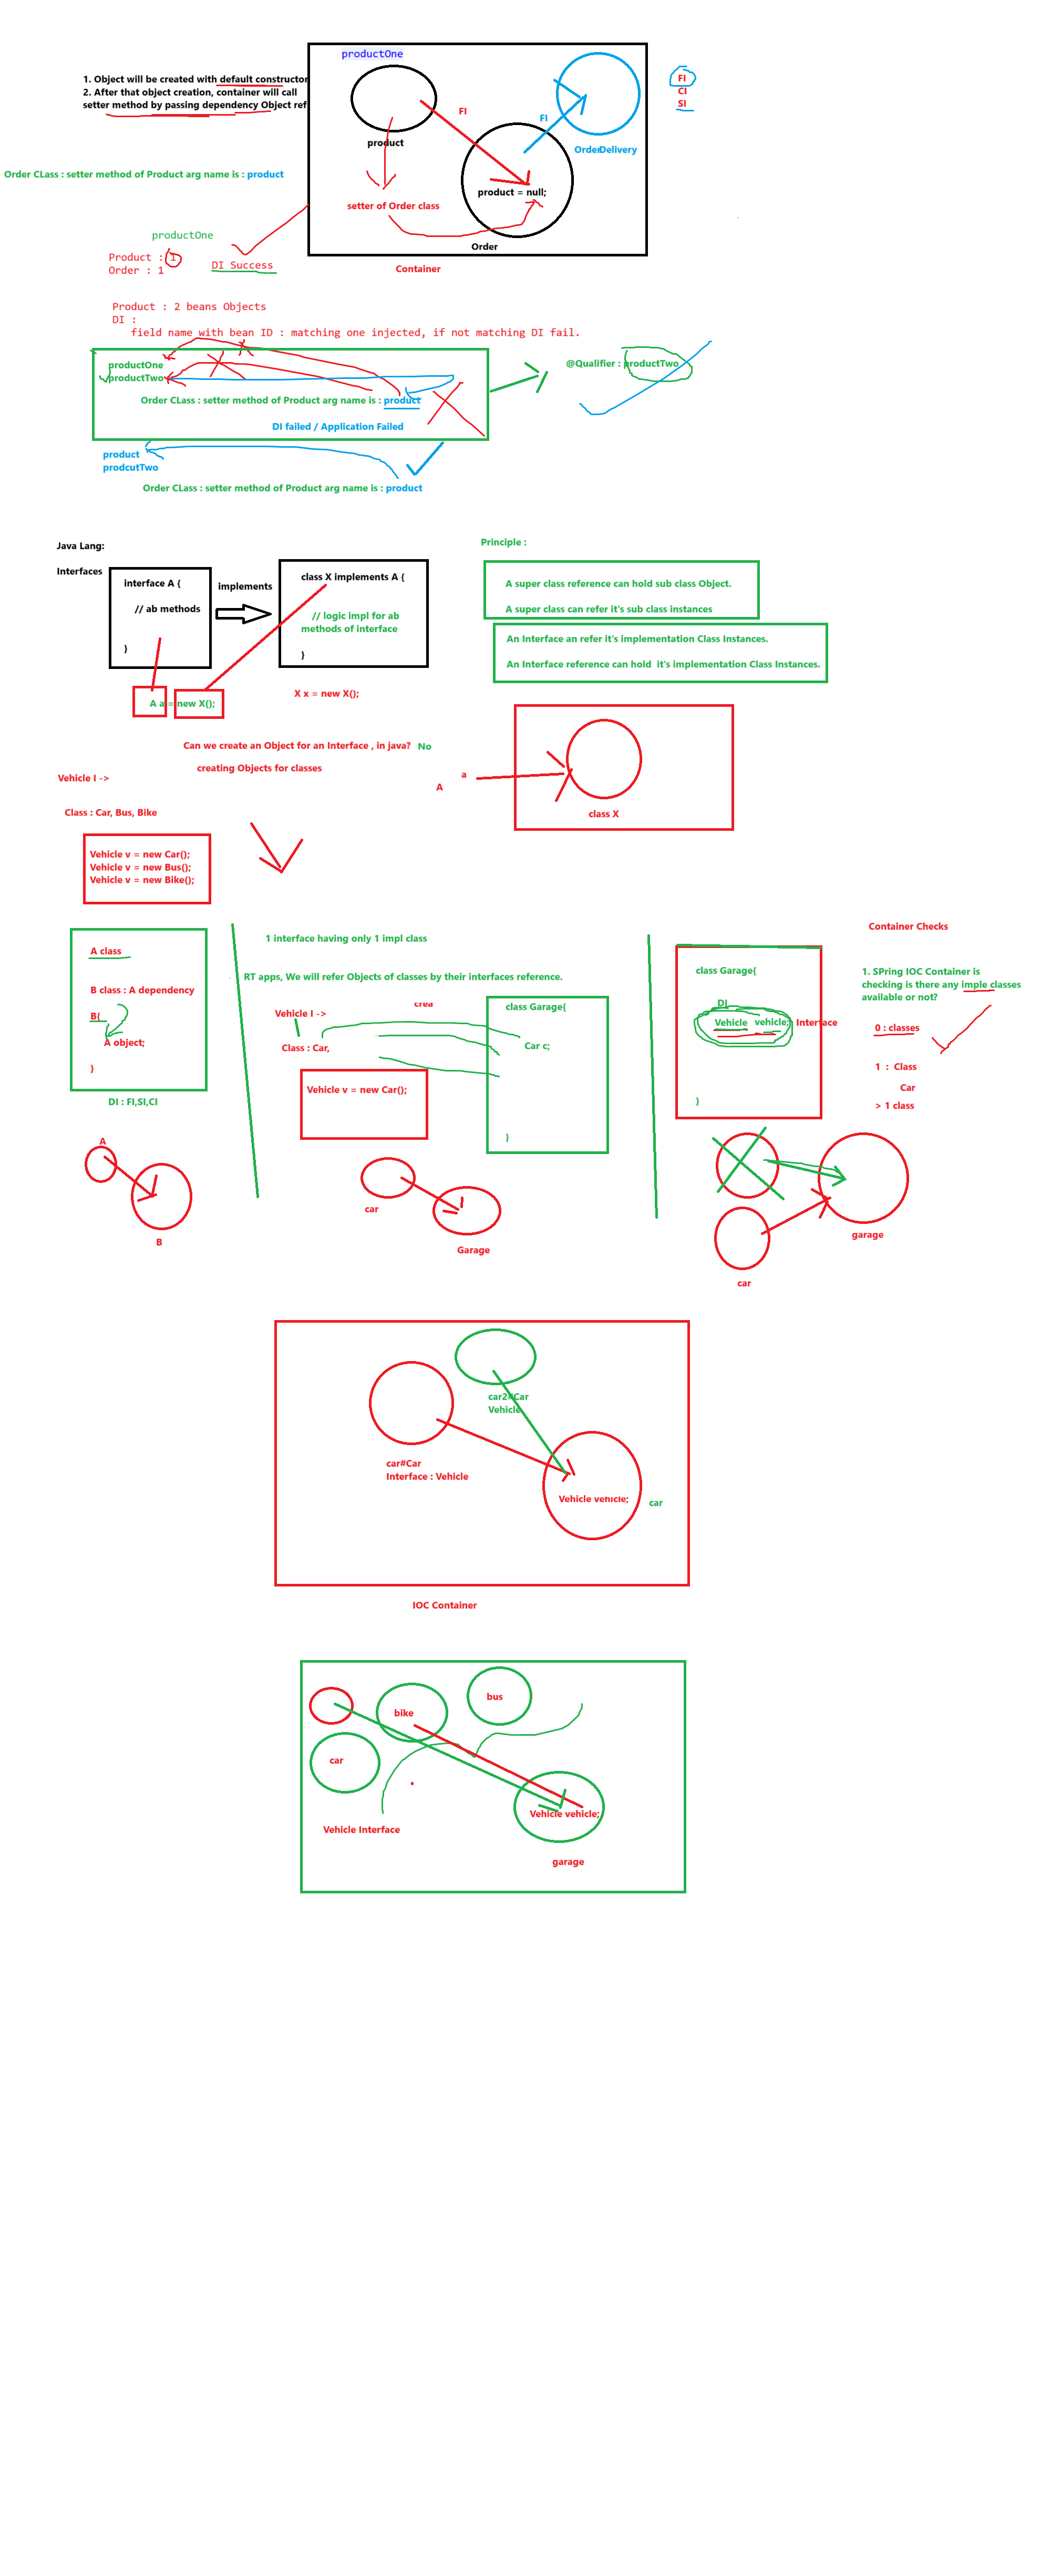 productOne
1. Object will be created with default constructor
2. After that object creation, container will call
setter method by passing dependency Object ref
FI
CI
SI
FI
FI
product
OrderDelivery
product = null;
setter of Order class
Order
Container
Order CLass : setter method of Product arg name is : product
productOne
Product : 1
Order : 1
DI Success
Product : 2 beans Objects
DI :
field name with bean ID : matching one injected, if not matching DI fail.
productOne
productTwo
Order CLass : setter method of Product arg name is : product
DI failed / Application Failed
@Qualifier : productTwo
product
prodcutTwo
Order CLass : setter method of Product arg name is : product
Java Lang:
Interfaces
interface A {
// ab methods
}
implements
class X implements A {
// logic impl for ab
methods of interface
}
A a = new X();
X x = new X();
Principle :
A super class reference can hold sub class Object.
A super class can refer it's sub class instances
An Interface an refer it's implementation Class Instances.
An Interface reference can hold  it's implementation Class Instances.
Can we create an Object for an Interface , in java? No
creating Objects for classes
a
A
class X
Vehicle I ->
Class : Car, Bus, Bike
Vehicle v = new Car();
Vehicle v = new Bus();
Vehicle v = new Bike();
A class
B class : A dependency
B{
A object;
}
DI : FI,SI,CI
A
B
1 interface having only 1 impl class
RT apps, We will refer Objects of classes by their interfaces reference.
crea
Vehicle I ->
Class : Car,
Vehicle v = new Car();
class Garage{
Car c;
}
car
Garage
Container Checks
class Garage{
DI
Vehicle vehicle; Interface
}
1. SPring IOC Container is
checking is there any imple classes
available or not?
0 : classes
1 : Class
Car
> 1 class
garage
car
car2#Car
Vehicle
car#Car
Interface : Vehicle
Vehicle vehicle;
car
IOC Container
bike
bus
car
Vehicle vehicle;
Vehicle Interface
garage